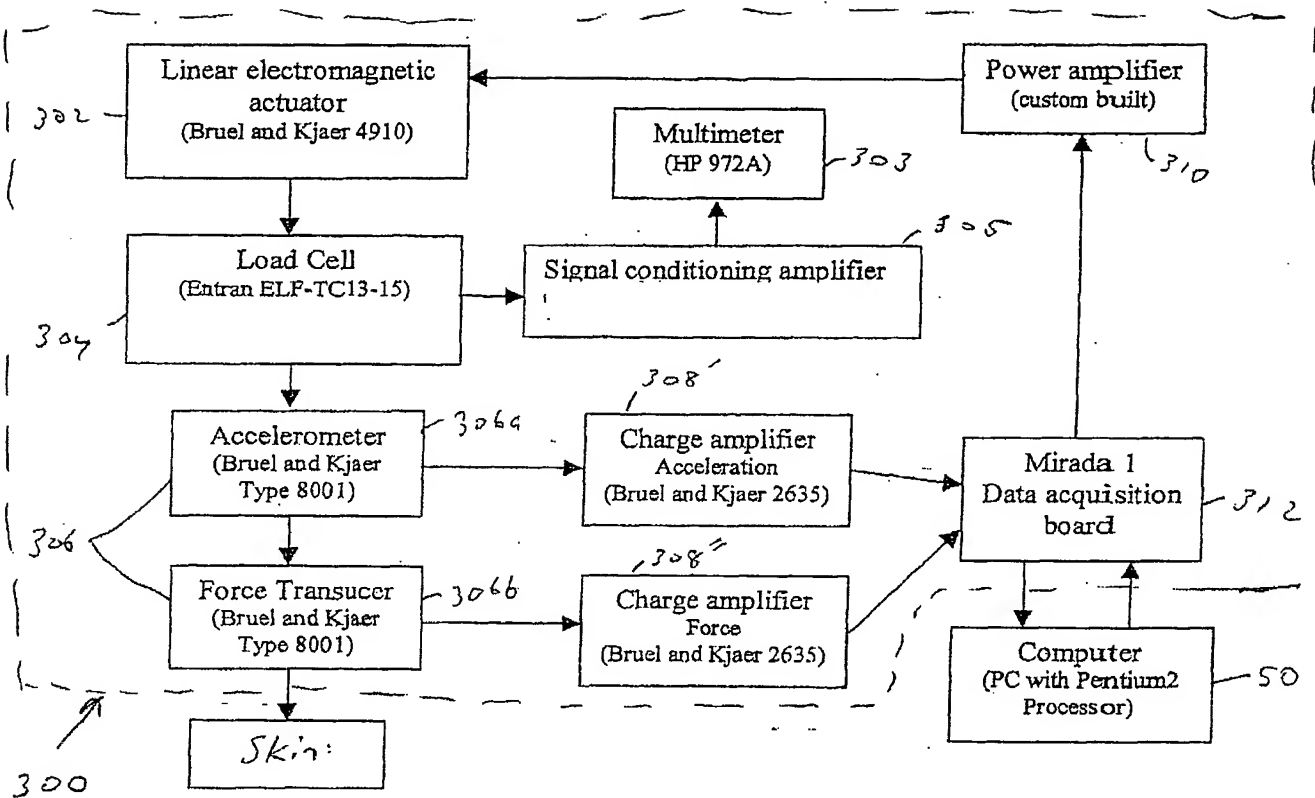 Linear electromagnetic
actuator
(Bruel and Kjaer 4910)
302
Power amplifier
(custom built)
310
Multimeter
(HP 972A)
303
305
Load Cell
(Entran ELF-TC13-15)
304
Signal conditioning amplifier
308'
Accelerometer
(Bruel and Kjaer
Type 8001)
306a
Charge amplifier
Acceleration
(Bruel and Kjaer 2635)
Mirada 1
Data acquisition
board
312
306
308"
Force Transucer
(Bruel and Kjaer
Type 8001)
306b
Charge amplifier
Force
(Bruel and Kjaer 2635)
Computer
(PC with Pentium2
Processor)
50
Skin
300